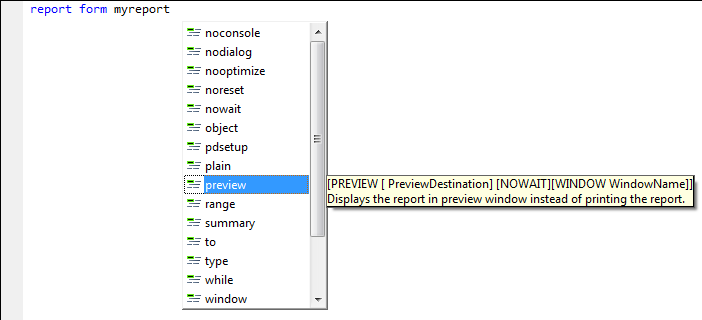 report form myreport
noconsole
nodialog
nooptimize
noreset
nowait
object
pdsetup
plain
preview
[PREVIEW [ PreviewDestination] [NOWAIT][WINDOW WindowName]]
Displays the report in preview window instead of printing the report.
range
summary
to
type
while
window